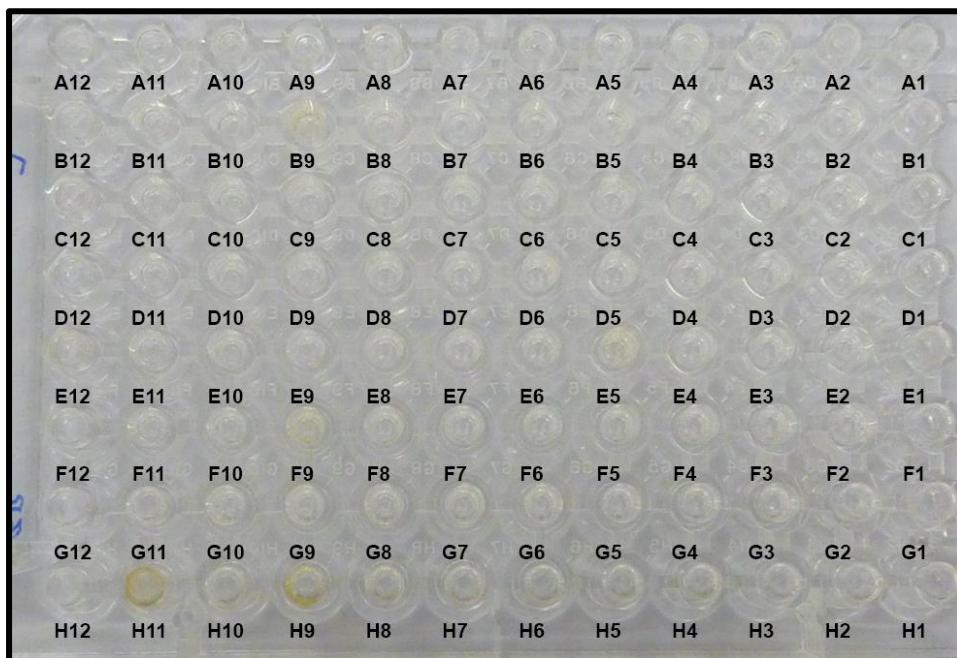 A12 A11 A10 A9 A8 A7 A6 A5 A4 A3 A2 A1
B12 B11 B10 B9 B8 B7 B6 B5 B4 B3 B2 B1
C12 C11 C10 C9 C8 C7 C6 C5 C4 C3 C2 C1
D12 D11 D10 D9 D8 D7 D6 D5 D4 D3 D2 D1
E12 E11 E10 E9 E8 E7 E6 E5 E4 E3 E2 E1
F12 F11 F10 F9 F8 F7 F6 F5 F4 F3 F2 F1
G12 G11 G10 G9 G8 G7 G6 G5 G4 G3 G2 G1
H12 H11 H10 H9 H8 H7 H6 H5 H4 H3 H2 H1